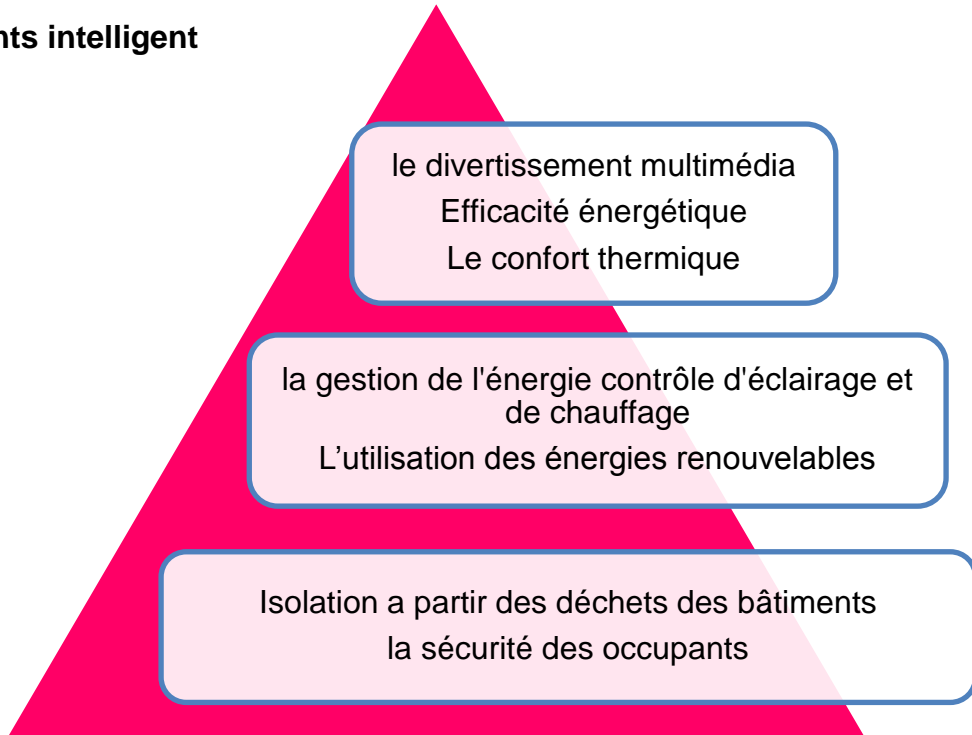 nts intelligent
le divertissement multimédia
Efficacité énergétique
Le confort thermique
la gestion de l'énergie contrôle d'éclairage et
de chauffage
L'utilisation des énergies renouvelables
Isolation a partir des déchets des bâtiments
la sécurité des occupants